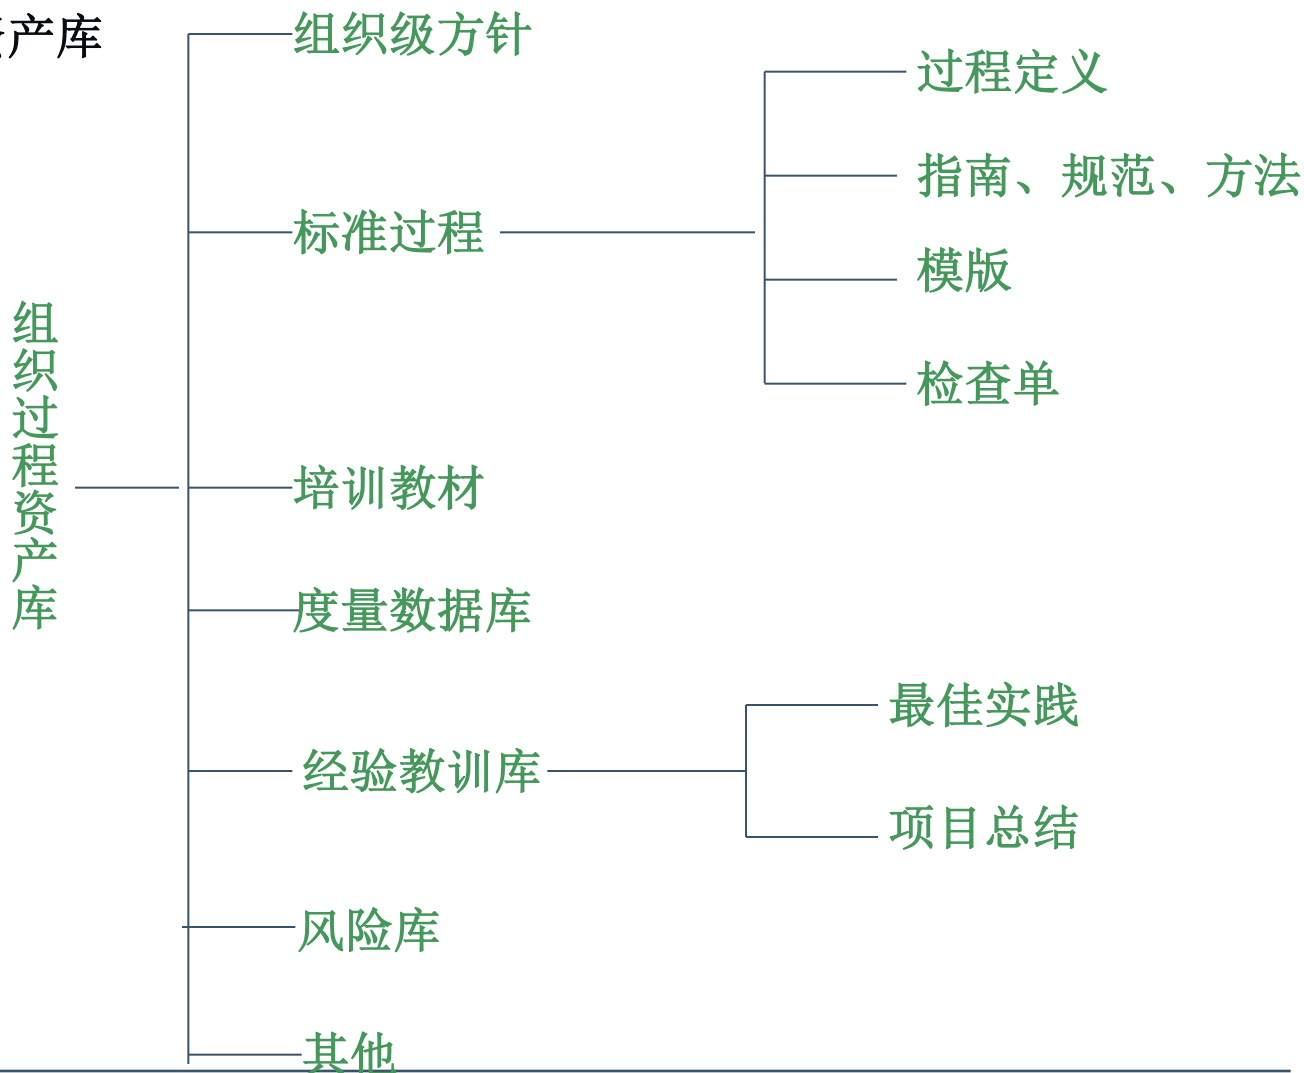 产库
组织级方针
过程定义
指南、规范、方法
标准过程
模版
组织过程资产库
检查单
培训教材
度量数据库
最佳实践
经验教训库
项目总结
风险库
其他